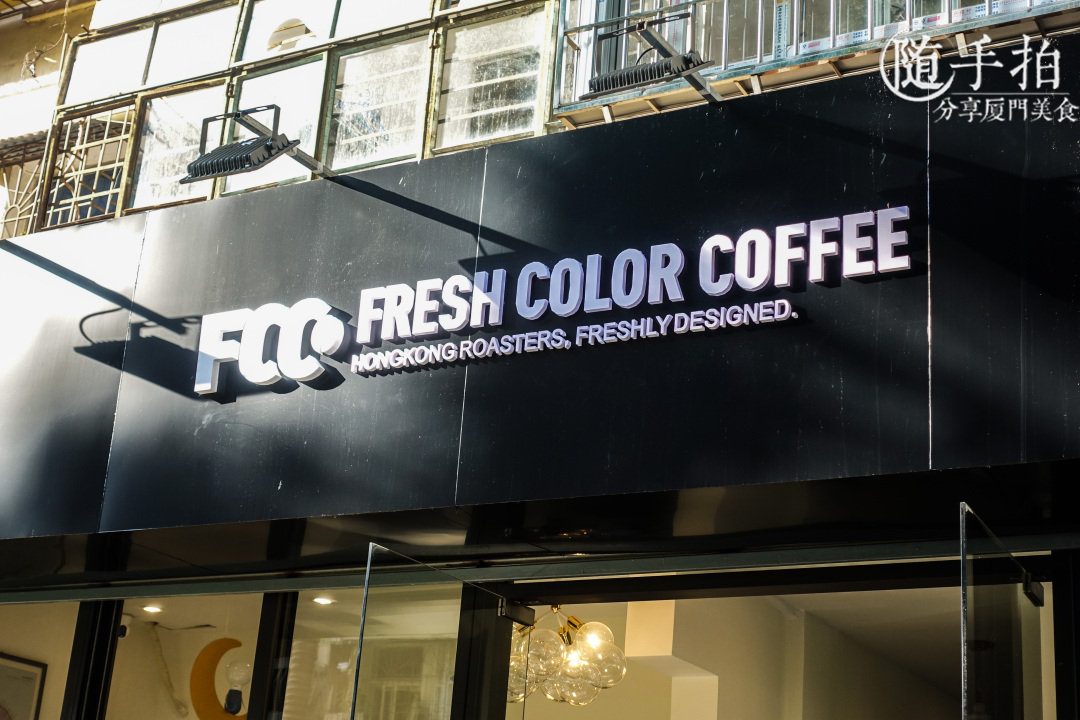 随手拍
分享厦門美食
FCC
FRESH COLOR COFFEE
HONGKONG ROASTERS, FRESHLY DESIGNED.